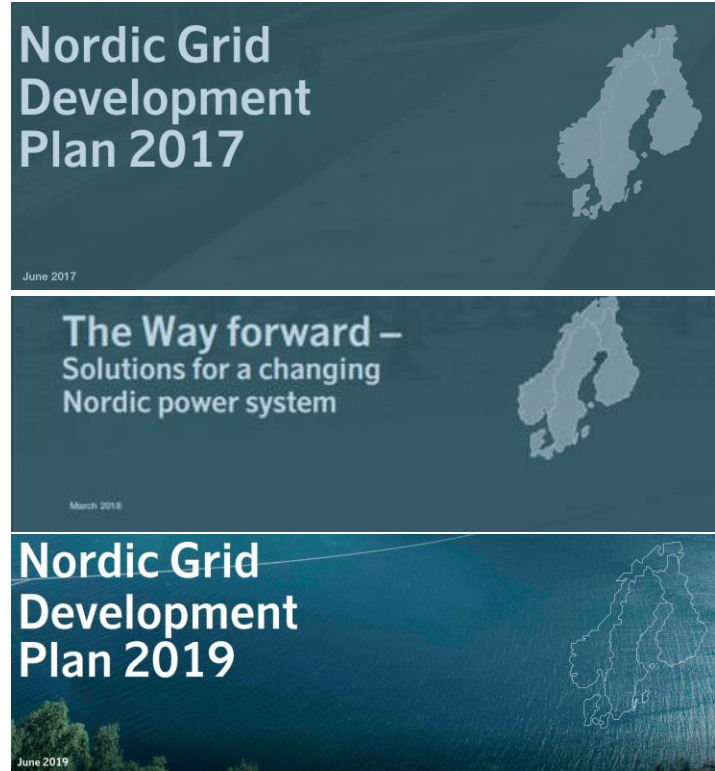 Nordic Grid
Development
Plan 2017
June 2017
The Way forward –
Solutions for a changing
Nordic power system
March 2018
Nordic Grid
Development
Plan 2019
June 2019